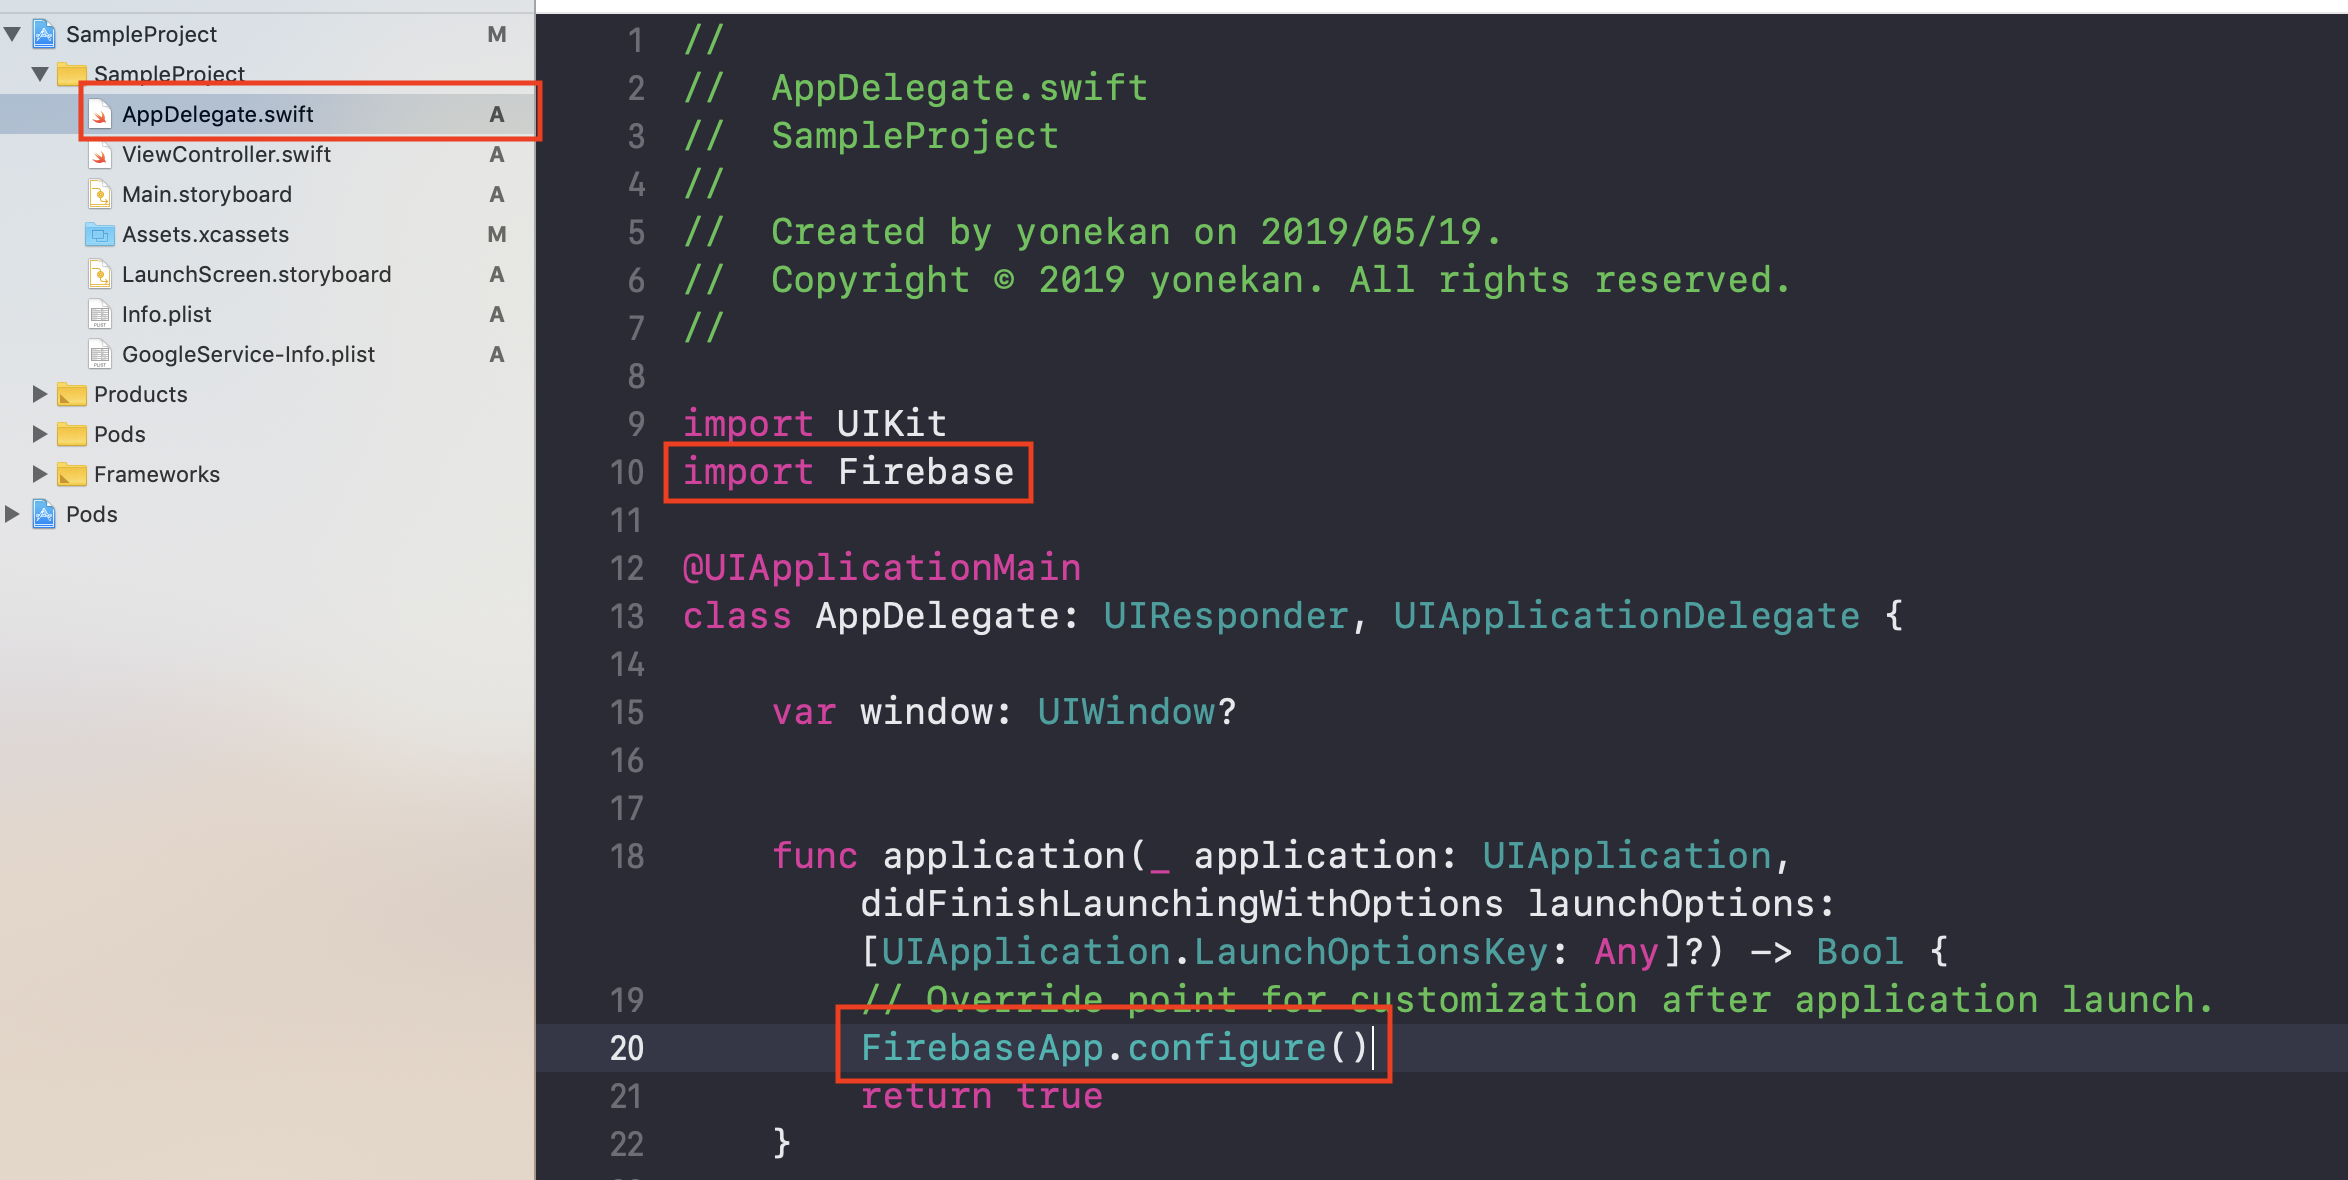 SampleProject M
SampleProject
AppDelegate.swift A
ViewController.swift A
Main.storyboard A
Assets.xcassets M
LaunchScreen.storyboard A
Info.plist A
GoogleService-Info.plist A
Products
Pods
Frameworks
Pods
1 //
2 //  AppDelegate.swift
3 //  SampleProject
4 //
5 //  Created by yonekan on 2019/05/19.
6 //  Copyright © 2019 yonekan. All rights reserved.
7 //
8
9 import UIKit
10 import Firebase
11
12 @UIApplicationMain
13 class AppDelegate: UIResponder, UIApplicationDelegate {
14
15     var window: UIWindow?
16
17
18     func application(_ application: UIApplication,
didFinishLaunchingWithOptions launchOptions:
[UIApplication.LaunchOptionsKey: Any]?) -> Bool {
19         // Override point for customization after application launch.
20         FirebaseApp.configure()
21         return true
22     }